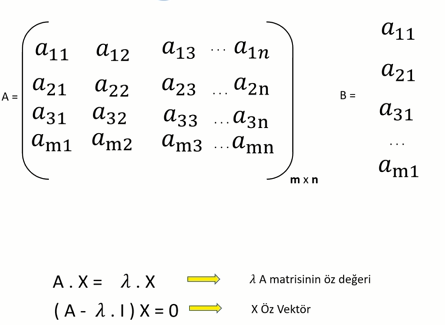 A = a11 a12 a13 ... a1n
a21 a22 a23 ... a2n
a31 a32 a33 ... a3n
am1 am2 am3 ... amn
m x n
B =
a11
a21
a31
...
am1
A . X = λ . X
λ A matrisinin öz değeri
( A - λ . I ) X = 0
X Öz Vektör